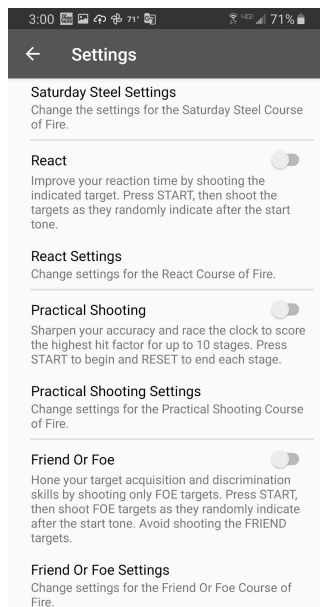 3:00 71° 4GE 71%
Settings
Saturday Steel Settings
Change the settings for the Saturday Steel Course
of Fire.
React
Improve your reaction time by shooting the
indicated target. Press START, then shoot the
targets as they randomly indicate after the start
tone.
React Settings
Change settings for the React Course of Fire.
Practical Shooting
Sharpen your accuracy and race the clock to score
the highest hit factor for up to 10 stages. Press
START to begin and RESET to end each stage.
Practical Shooting Settings
Change settings for the Practical Shooting Course
of Fire.
Friend Or Foe
Hone your target acquisition and discrimination
skills by shooting only FOE targets. Press START,
then shoot FOE targets as they randomly indicate
after the start tone. Avoid shooting the FRIEND
targets.
Friend Or Foe Settings
Change settings for the Friend Or Foe Course of
Fire.